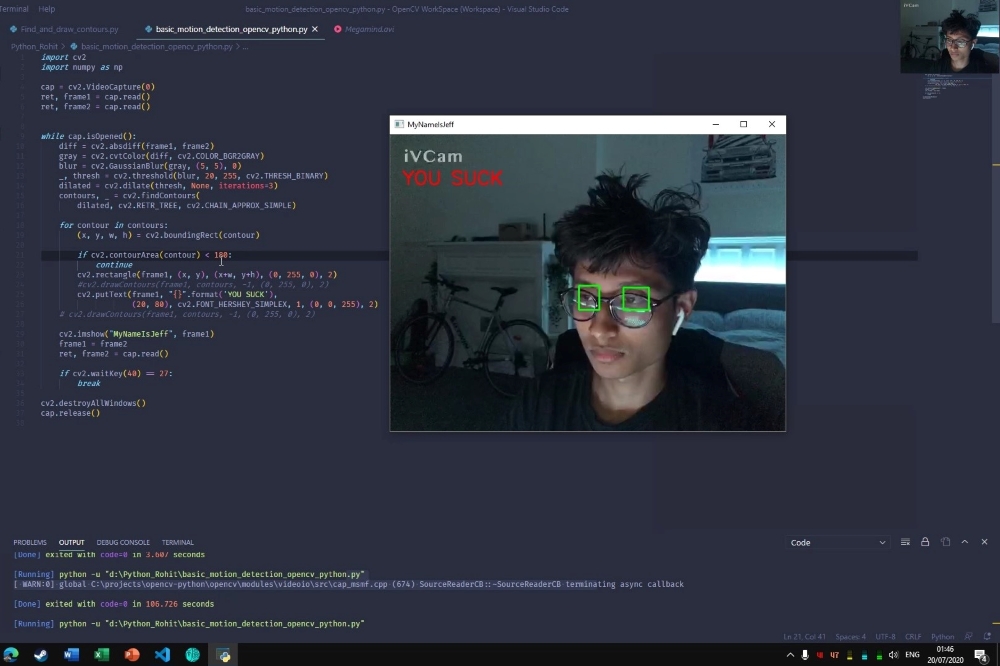 Terminal Help
basic_motion_detection_opencv_python.py - OpenCV WorkSpace (Workspace) - Visual Studio Code
Find_and_draw_contours.py basic_motion_detection_opencv_python.py Megamind.avi
Python_Rohit > basic_motion_detection_opencv_python.py > ...
import cv2
import numpy as np
cap = cv2.VideoCapture(0)
ret, frame1 = cap.read()
ret, frame2 = cap.read()
while cap.isOpened():
diff = cv2.absdiff(frame1, frame2)
gray = cv2.cvtColor(diff, cv2.COLOR_BGR2GRAY)
blur = cv2.GaussianBlur(gray, (5, 5), 0)
_, thresh = cv2.threshold(blur, 20, 255, cv2.THRESH_BINARY)
dilated = cv2.dilate(thresh, None, iterations=3)
contours, _ = cv2.findContours(
dilated, cv2.RETR_TREE, cv2.CHAIN_APPROX_SIMPLE)
for contour in contours:
(x, y, w, h) = cv2.boundingRect(contour)
if cv2.contourArea(contour) < 180:
continue
cv2.rectangle(frame1, (x, y), (x+w, y+h), (0, 255, 0), 2)
#cv2.drawContours(frame1, contours, -1, (0, 255, 0), 2)
cv2.putText(frame1, "{}".format('YOU SUCK'),
(20, 80), cv2.FONT_HERSHEY_SIMPLEX, 1, (0, 0, 255), 2)
# cv2.drawContours(frame1, contours, -1, (0, 255, 0), 2)
cv2.imshow("MyNameIsJeff", frame1)
frame1 = frame2
ret, frame2 = cap.read()
if cv2.waitKey(40) == 27:
break
cv2.destroyAllWindows()
cap.release()
MyNameIsJeff
iVCam
YOU SUCK
iVCam
PROBLEMS OUTPUT DEBUG CONSOLE TERMINAL
Code
[Done] exited with code=0 in 3.607 seconds
[Running] python -u "d:\Python_Rohit\basic_motion_detection_opencv_python.py"
[ WARN:0] global C:\projects\opencv-python\opencv\modules\videoio\src\cap_msmf.cpp (674) SourceReaderCB::~SourceReaderCB terminating async callback
[Done] exited with code=0 in 106.726 seconds
[Running] python -u "d:\Python_Rohit\basic_motion_detection_opencv_python.py"
Ln 21, Col 41 Spaces: 4 UTF-8 CRLF Python
47 ENG
01:46
20/07/2020
4